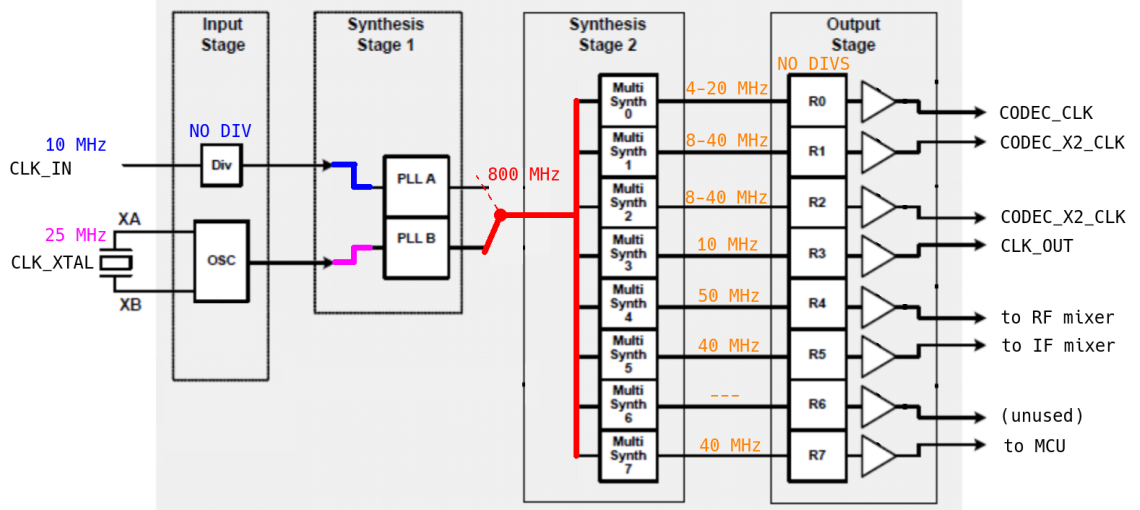 Input
Stage
Synthesis
Stage 1
Synthesis
Stage 2
Output
Stage
NO DIVS
Multi
Synth
0
4-20 MHz
R0
CODEC_CLK
10 MHz
NO DIV
CLK_IN
Div
Multi
Synth
1
8-40 MHz
R1
CODEC_X2_CLK
PLL A
800 MHz
Multi
Synth
2
8-40 MHz
R2
CODEC_X2_CLK
25 MHz
XA
CLK_XTAL
XB
OSC
PLL B
Multi
Synth
3
10 MHz
R3
CLK_OUT
Multi
Synth
4
50 MHz
R4
to RF mixer
Multi
Synth
5
40 MHz
R5
to IF mixer
Multi
Synth
6
---
R6
(unused)
Multi
Synth
7
40 MHz
R7
to MCU